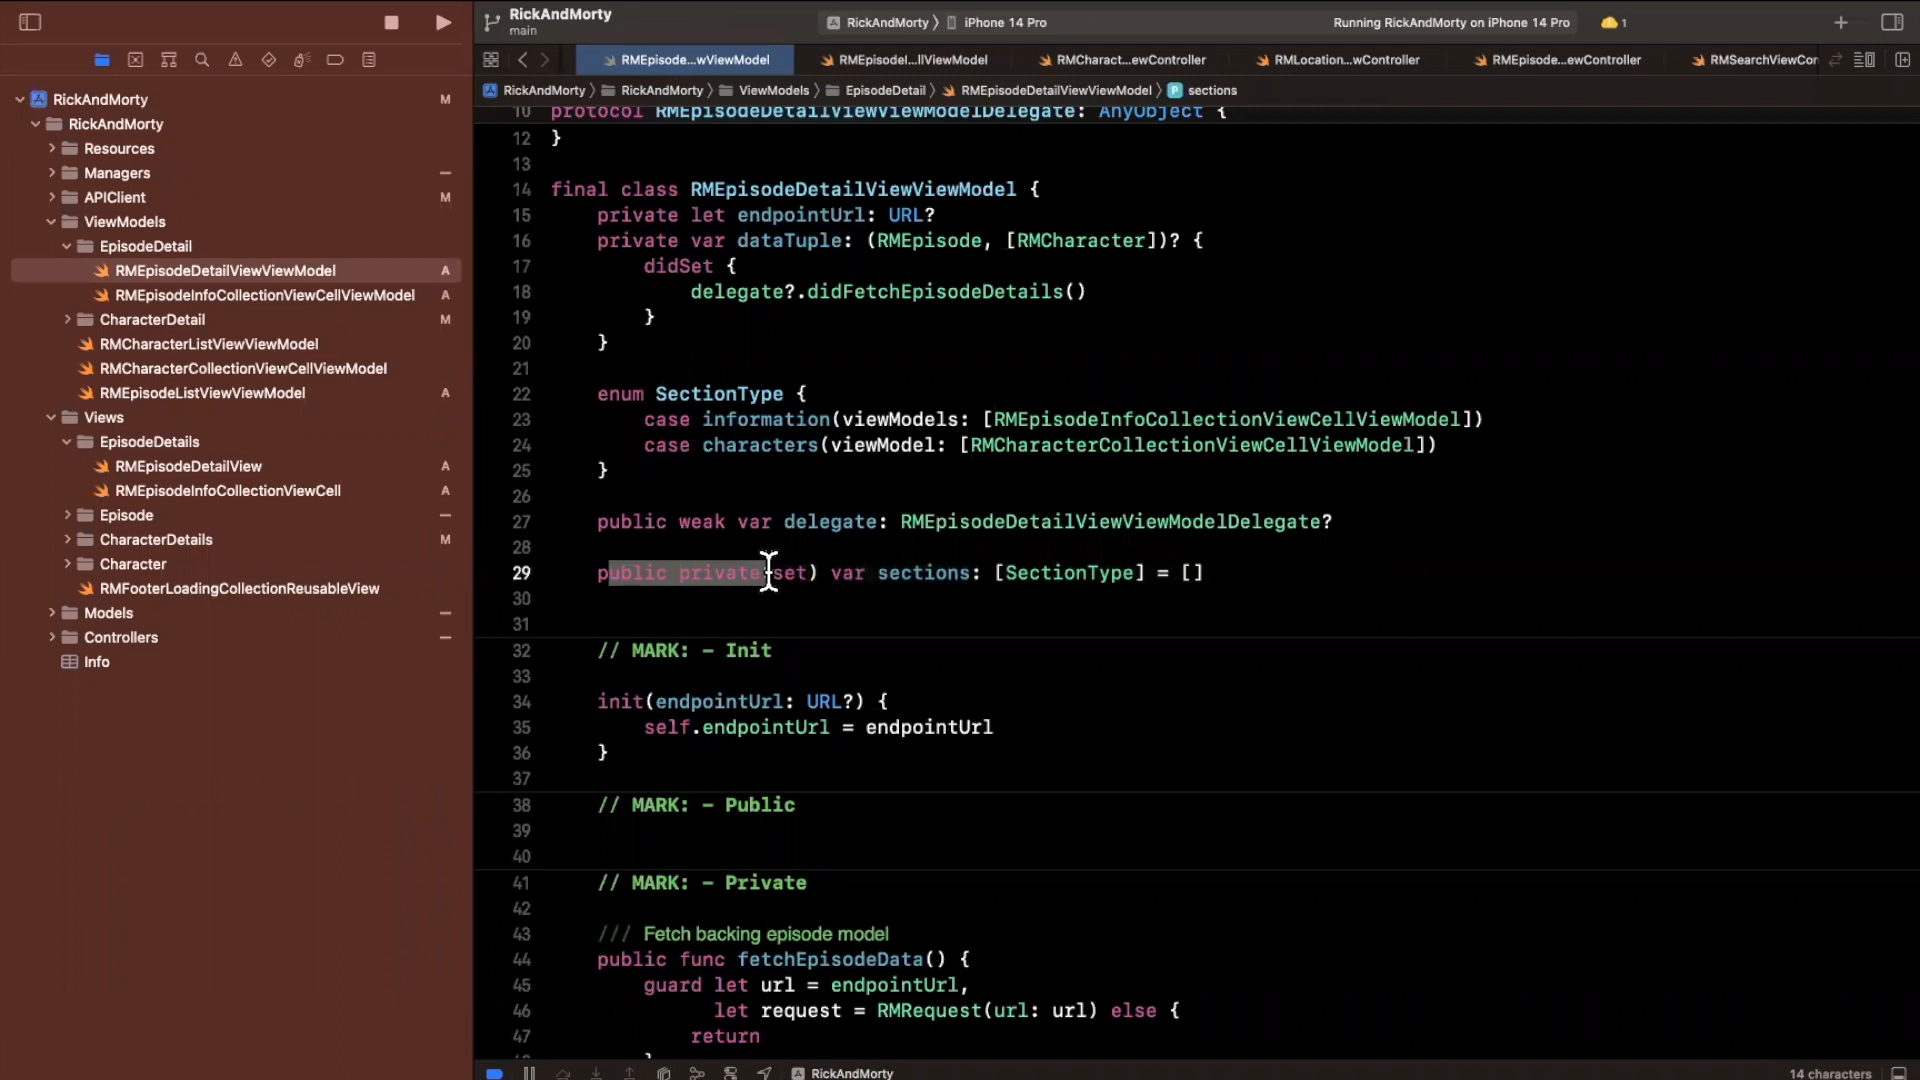 RickAndMorty
main
RickAndMorty
iPhone 14 Pro
Running RickAndMorty on iPhone 14 Pro
1
RMEpisode...wViewModel
RMEpisodeI...llViewModel
RMCharact...ewController
RMLocation...wController
RMEpisode...ewController
RMSearchViewCor
RickAndMorty
RickAndMorty
ViewModels
EpisodeDetail
RMEpisodeDetailViewViewModel
P
sections
RickAndMorty M
RickAndMorty
Resources
Managers
APIClient M
ViewModels
EpisodeDetail
RMEpisodeDetailViewViewModel A
RMEpisodeInfoCollectionViewCellViewModel A
CharacterDetail M
RMCharacterListViewViewModel
RMCharacterCollectionViewCellViewModel
RMEpisodeListViewViewModel A
Views
EpisodeDetails
RMEpisodeDetailView A
RMEpisodeInfoCollectionViewCell A
Episode
CharacterDetails M
Character
RMFooterLoadingCollectionReusableView
Models
Controllers
Info
10 protocol RMEpisodeDetailViewViewModelDelegate: AnyObject {
12 }
13
14 final class RMEpisodeDetailViewViewModel {
15 private let endpointUrl: URL?
16 private var dataTuple: (RMEpisode, [RMCharacter])? {
17 didSet {
18 delegate?.didFetchEpisodeDetails()
19 }
20 }
21
22 enum SectionType {
23 case information(viewModels: [RMEpisodeInfoCollectionViewCellViewModel])
24 case characters(viewModel: [RMCharacterCollectionViewCellViewModel])
25 }
26
27 public weak var delegate: RMEpisodeDetailViewViewModelDelegate?
28
29 public private(set) var sections: [SectionType] = []
30
31
32 // MARK: - Init
33
34 init(endpointUrl: URL?) {
35 self.endpointUrl = endpointUrl
36 }
37
38 // MARK: - Public
39
40
41 // MARK: - Private
42
43 /// Fetch backing episode model
44 public func fetchEpisodeData() {
45 guard let url = endpointUrl,
46 let request = RMRequest(url: url) else {
47 return
48 }
RickAndMorty
14 characters